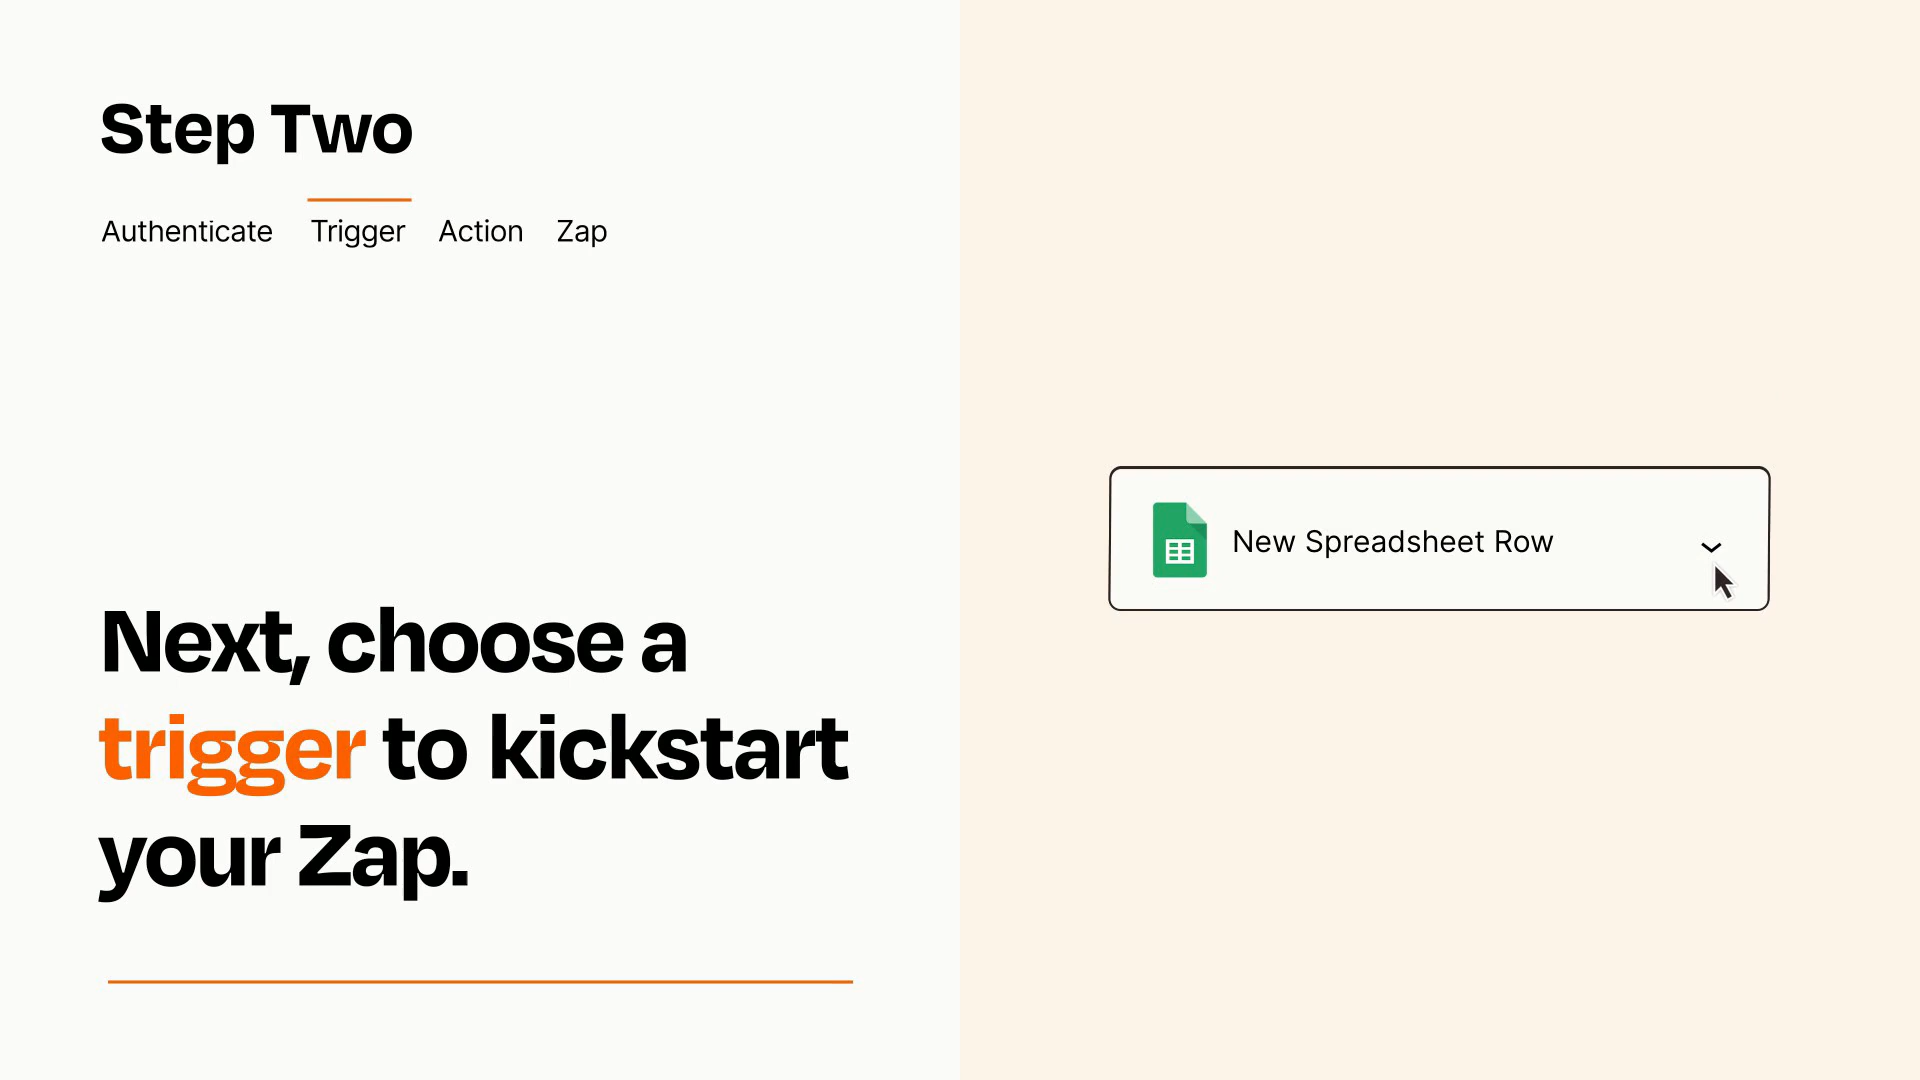 Step Two
Authenticate Trigger Action Zap
Next, choose a
trigger to kickstart
your Zap.
New Spreadsheet Row